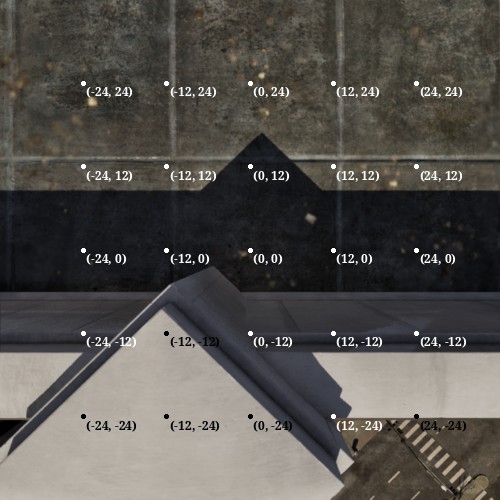 (-24, 24) (-12, 24) (0, 24) (12, 24) (24, 24)
(-24, 12) (-12, 12) (0, 12) (12, 12) (24, 12)
(-24, 0) (-12, 0) (0, 0) (12, 0) (24, 0)
(-24, -12) (-12, -12) (0, -12) (12, -12) (24, -12)
(-24, -24) (-12, -24) (0, -24) (12, -24) (24, -24)